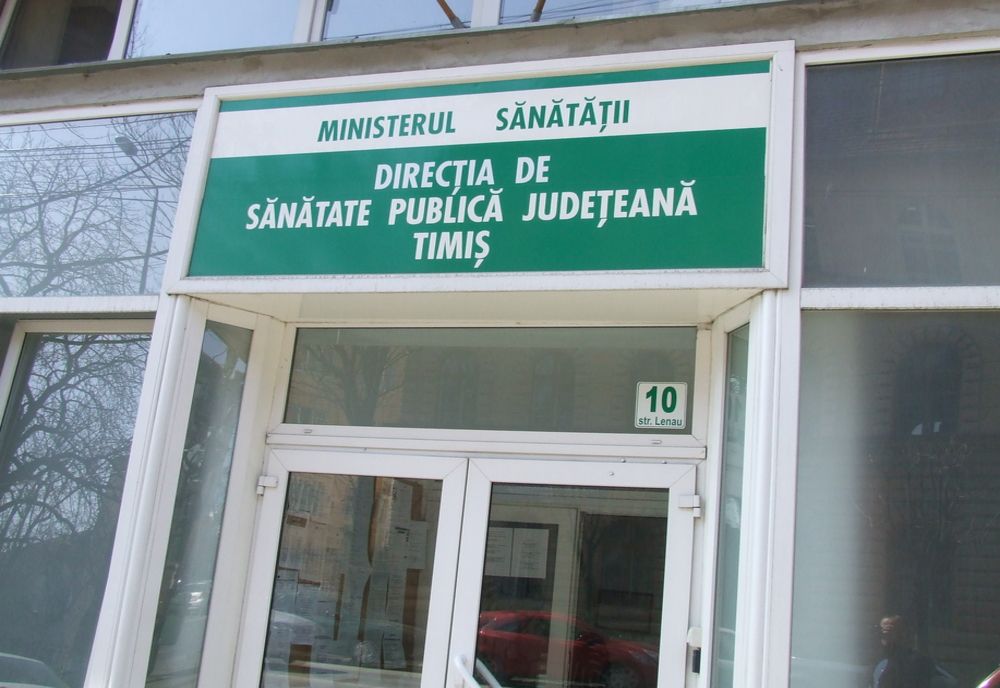 MINISTERUL SĂNĂTĂȚII
DIRECȚIA DE
SĂNĂTATE PUBLICĂ JUDEȚEANĂ
TIMIȘ
10
str. Lenau